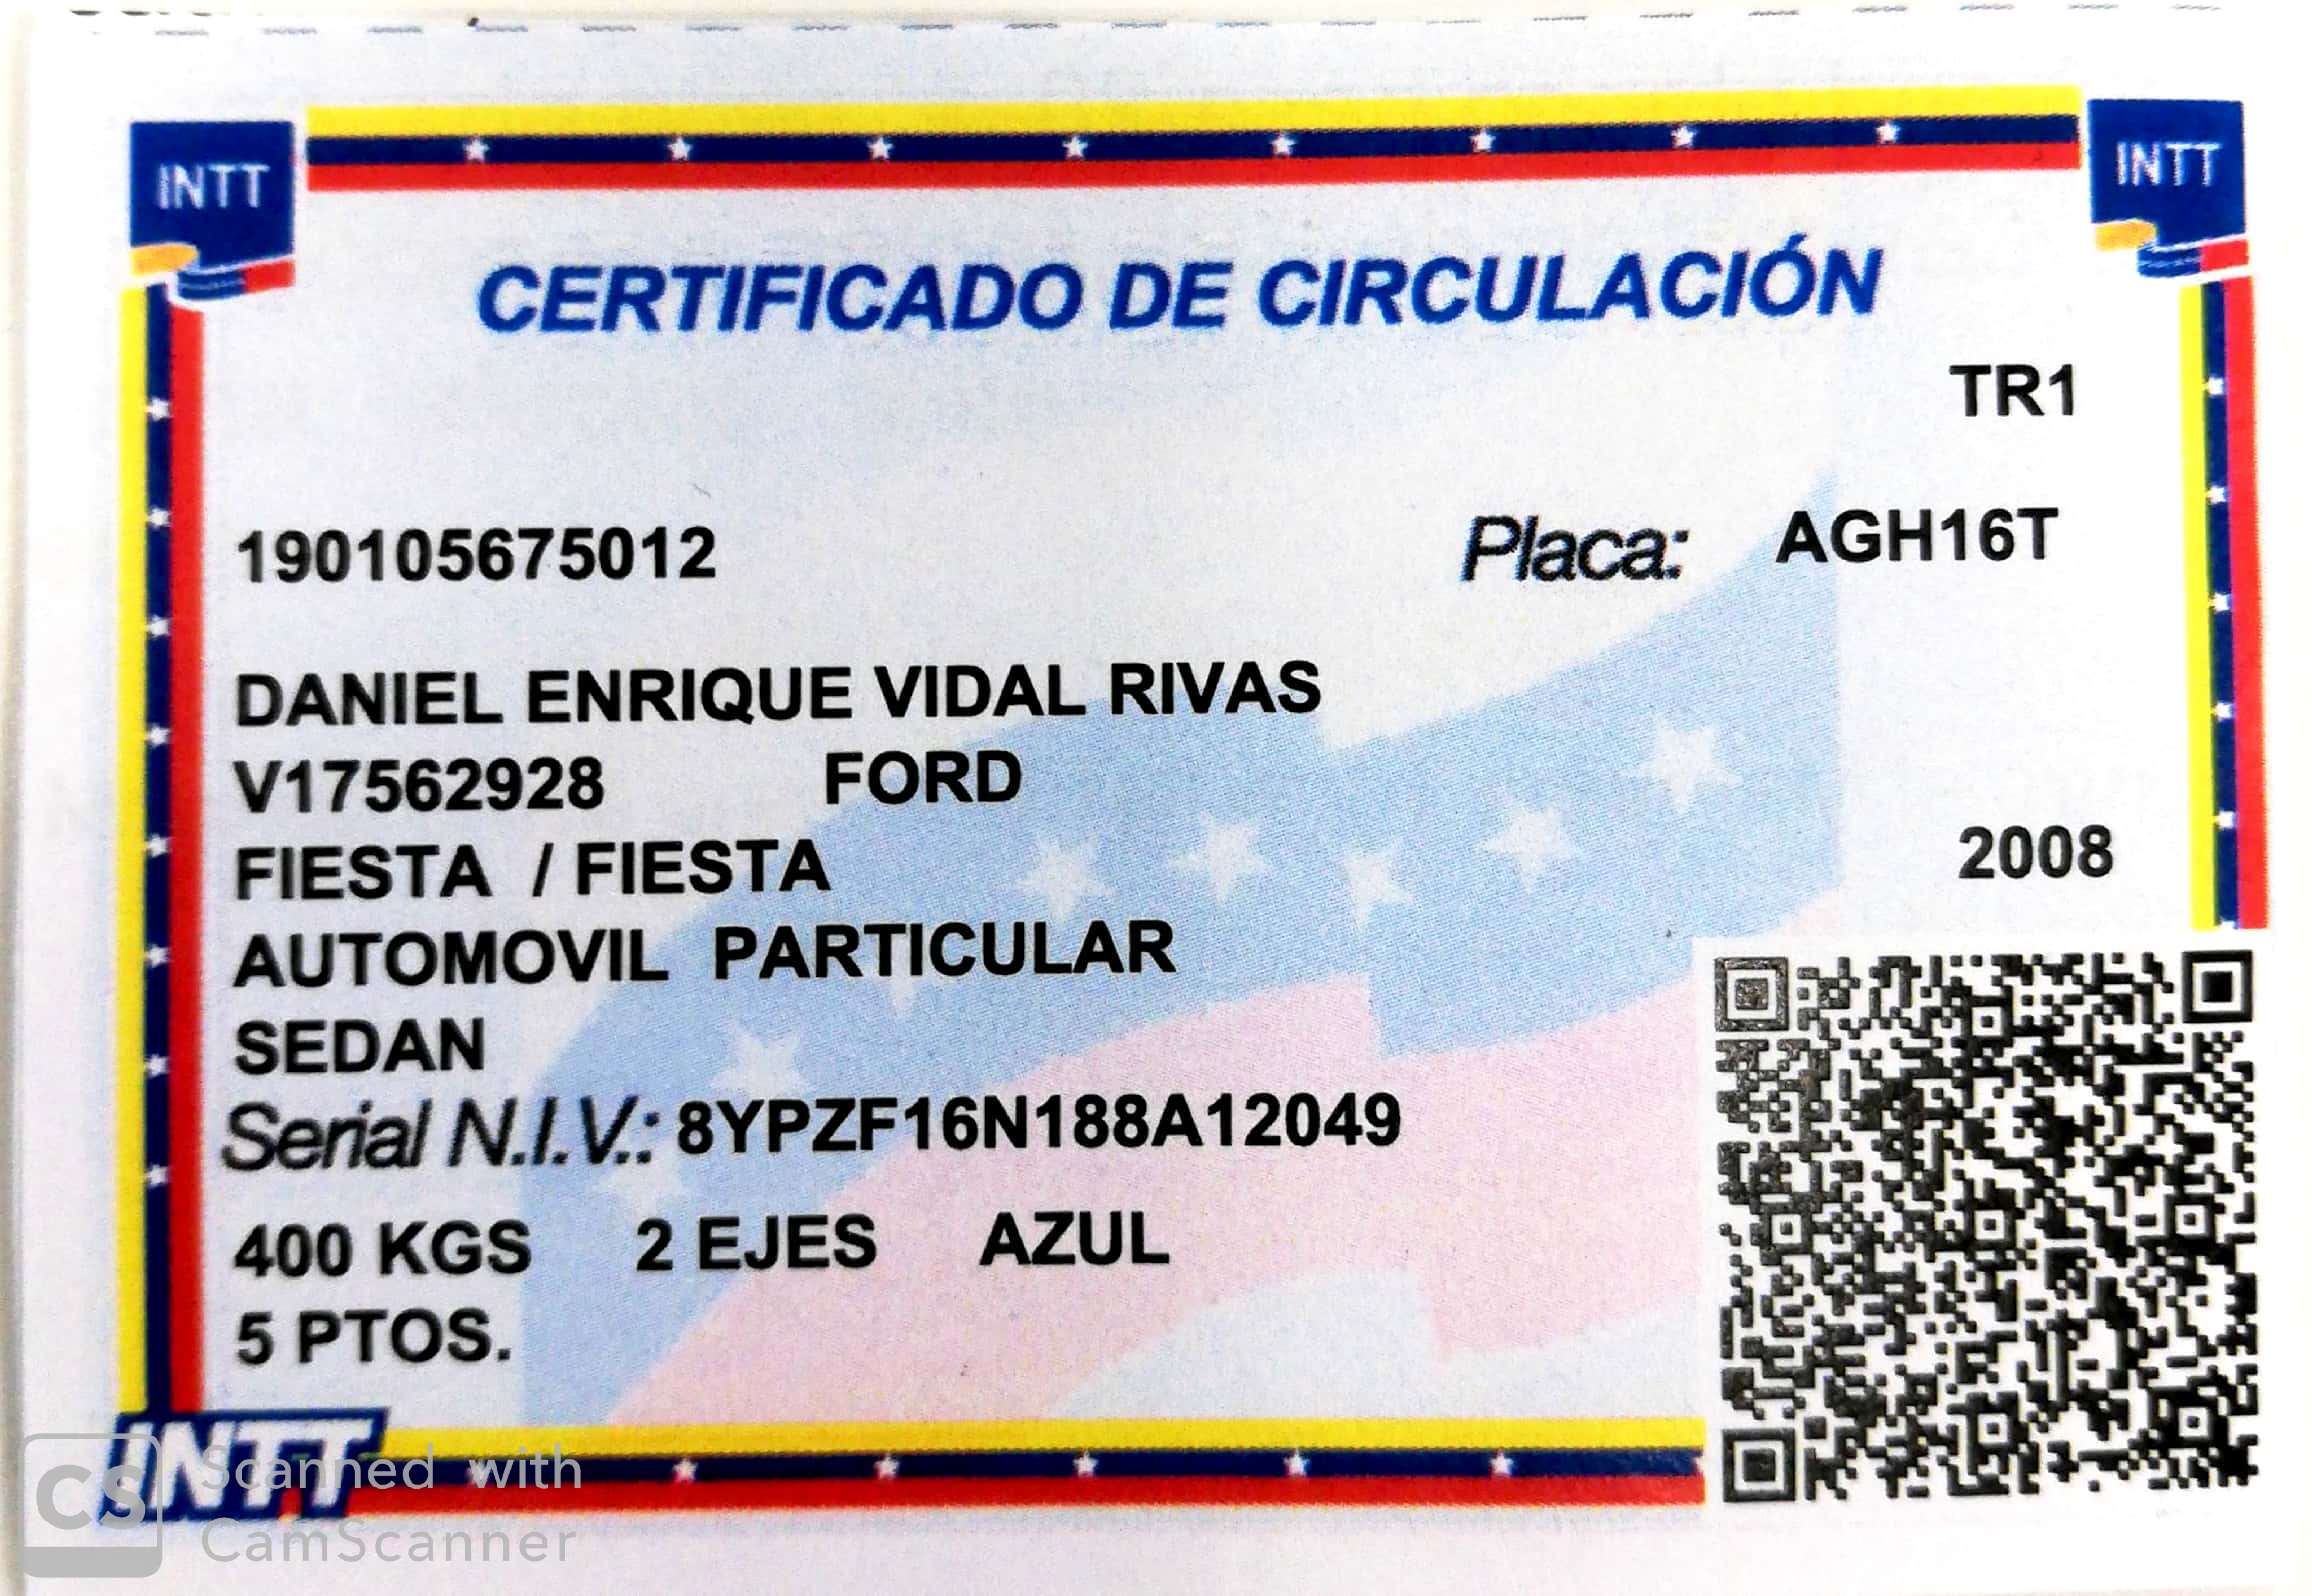 INTT
INTT
CERTIFICADO DE CIRCULACIÓN
TR1
190105675012 Placa: AGH16T
DANIEL ENRIQUE VIDAL RIVAS
V17562928 FORD
FIESTA / FIESTA 2008
AUTOMOVIL PARTICULAR
SEDAN
Serial N.I.V.: 8YPZF16N188A12049
400 KGS 2 EJES AZUL
5 PTOS.
INTT
CS Scanned with
CamScanner